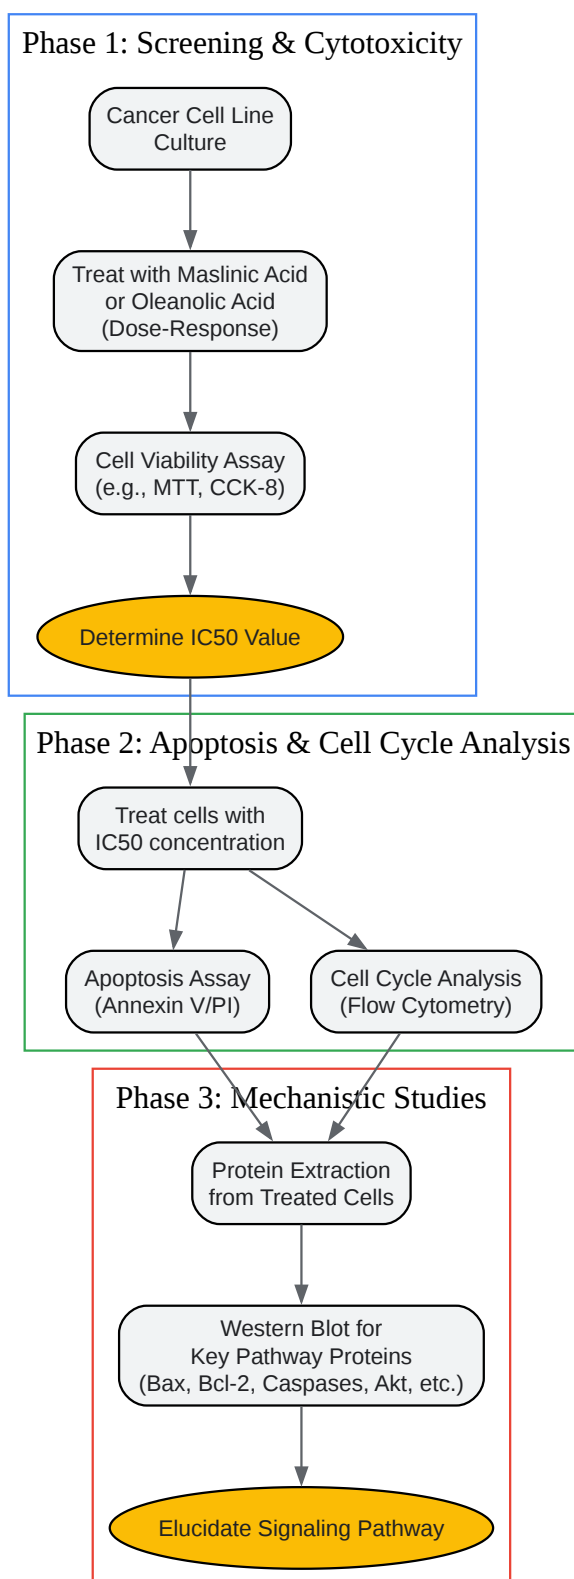 Phase 1: Screening & Cytotoxicity
Cancer Cell Line
Culture
Treat with Maslinic Acid
or Oleanolic Acid
(Dose-Response)
Cell Viability Assay
(e.g., MTT, CCK-8)
Determine IC50 Value
Phase 2: Apoptosis & Cell Cycle Analysis
Treat cells with
IC50 concentration
Apoptosis Assay
(Annexin V/PI)
Cell Cycle Analysis
(Flow Cytometry)
Phase 3: Mechanistic Studies
Protein Extraction
from Treated Cells
Western Blot for
Key Pathway Proteins
(Bax, Bcl-2, Caspases, Akt, etc.)
Elucidate Signaling Pathway